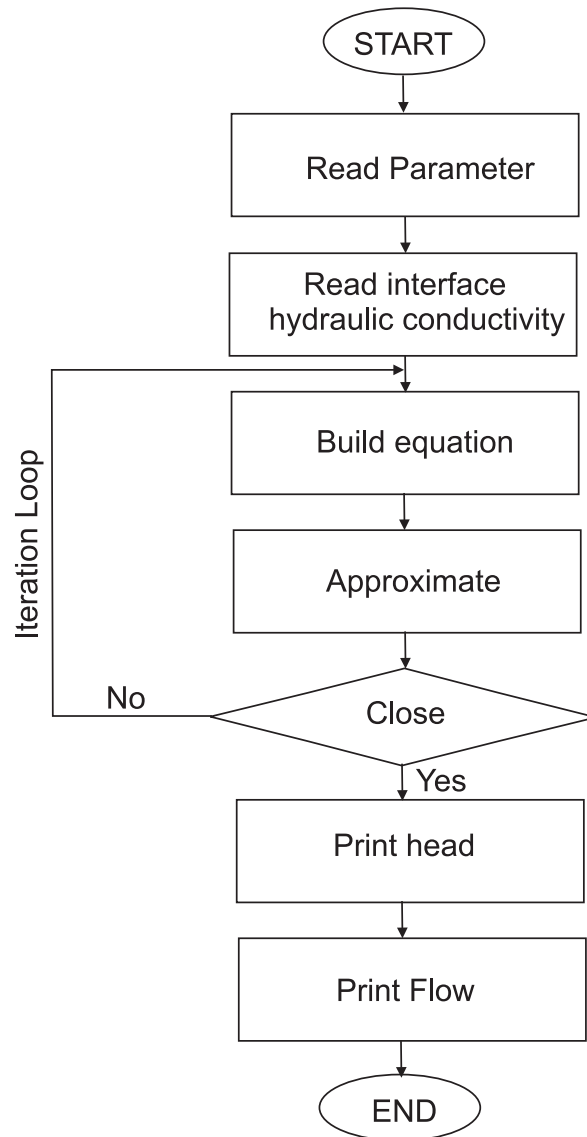 START
Read Parameter
Read interface
hydraulic conductivity
Build equation
Iteration Loop
Approximate
Close
No
Yes
Print head
Print Flow
END